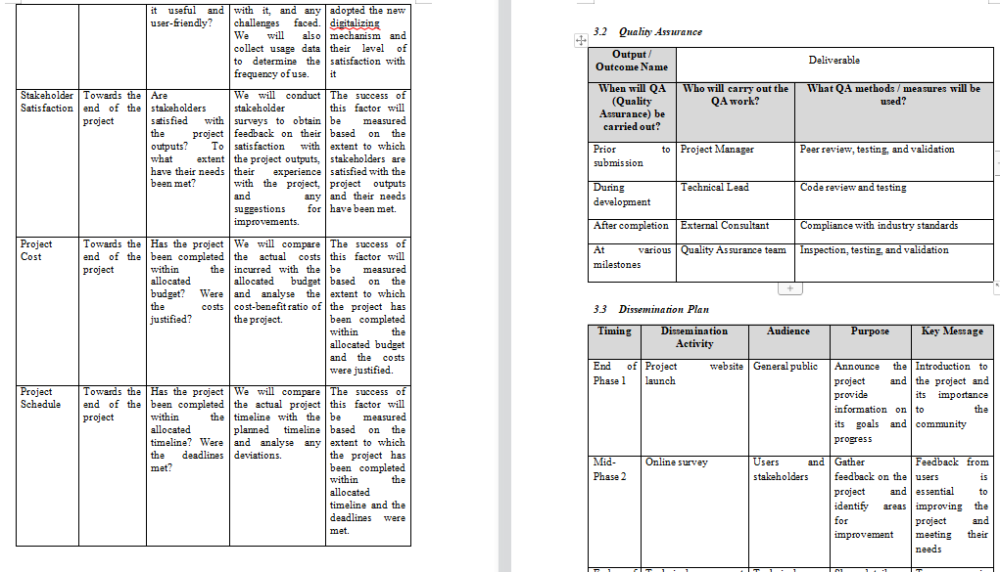 it useful and user-friendly?
with it, and any challenges faced. We will also collect usage data to determine the frequency of use.
adopted the new digitalizing mechanism and their level of satisfaction with it
Stakeholder Satisfaction
Towards the end of the project
Are stakeholders satisfied with the project outputs? To what extent have their needs been met?
We will conduct stakeholder surveys to obtain feedback on their satisfaction with the project outputs, their experience with the project, and any suggestions for improvements.
The success of this factor will be measured based on the extent to which stakeholders are satisfied with the project outputs and their needs have been met.
Project Cost
Towards the end of the project
Has the project been completed within the allocated budget? Were the costs justified?
We will compare the actual costs incurred with the allocated budget and analyse the cost-benefit ratio of the project.
The success of this factor will be measured based on the extent to which the project has been completed within the allocated budget and the costs were justified.
Project Schedule
Towards the end of the project
Has the project been completed within the allocated timeline? Were the deadlines met?
We will compare the actual project timeline with the planned timeline and analyse any deviations.
The success of this factor will be measured based on the extent to which the project has been completed within the allocated timeline and the deadlines were met.
3.2 Quality Assurance
Output / Outcome Name
Deliverable
When will QA (Quality Assurance) be carried out?
Who will carry out the QA work?
What QA methods / measures will be used?
Prior to submission
Project Manager
Peer review, testing, and validation
During development
Technical Lead
Code review and testing
After completion
External Consultant
Compliance with industry standards
At various milestones
Quality Assurance team
Inspection, testing, and validation
3.3 Dissemination Plan
Timing
Dissemination Activity
Audience
Purpose
Key Message
End of Phase 1
Project website launch
General public
Announce the project and provide information on its goals and progress
Introduction to the project and its importance to the community
Mid-Phase 2
Online survey
Users and stakeholders
Gather feedback on the project and identify areas for improvement
Feedback from users is essential to improving the project and meeting their needs